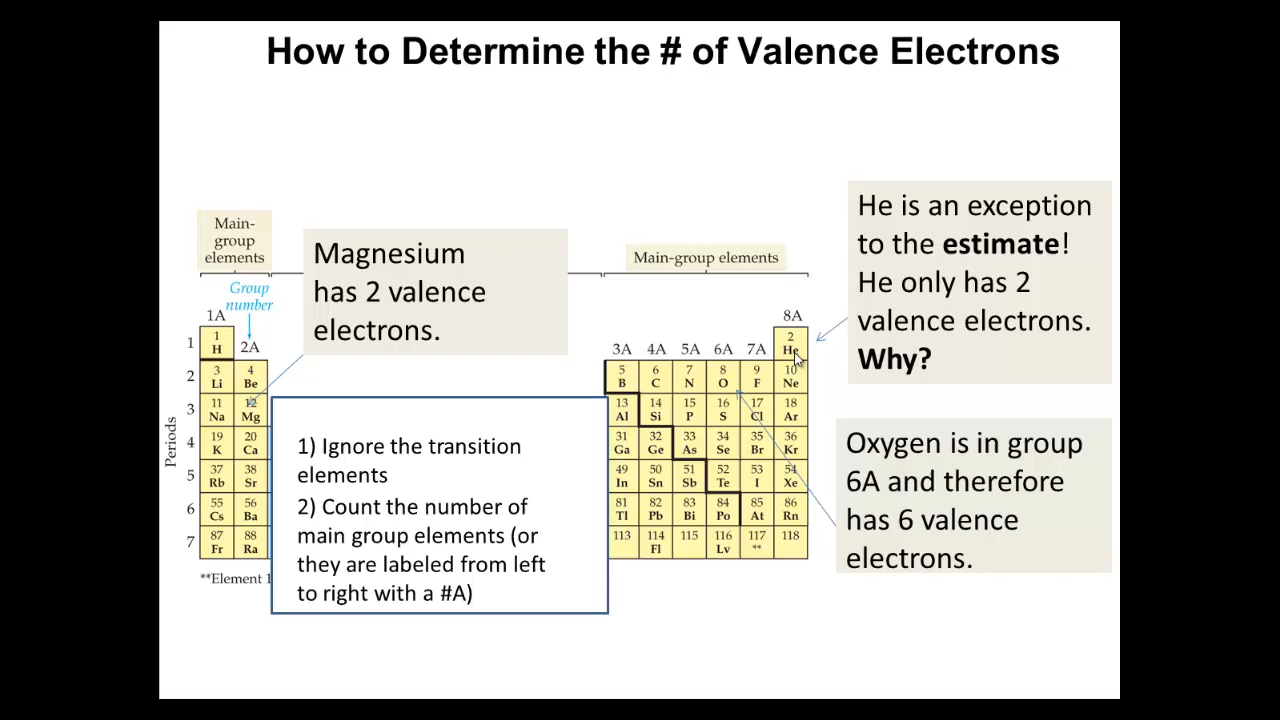 How to Determine the # of Valence Electrons
Main-
group
elements
Group
number
Magnesium
has 2 valence
electrons.
Main-group elements
He is an exception
to the estimate!
He only has 2
valence electrons.
Why?
Oxygen is in group
6A and therefore
has 6 valence
electrons.
1) Ignore the transition
elements
2) Count the number of
main group elements (or
they are labeled from left
to right with a #A)
Periods
1A 8A
1 1 2
H He
2A 3A 4A 5A 6A 7A
2 3 4 5 6 7 8 9 10
Li Be B C N O F Ne
3 11 12 13 14 15 16 17 18
Na Mg Al Si P S Cl Ar
4 19 20 31 32 33 34 35 36
K Ca Ga Ge As Se Br Kr
5 37 38 49 50 51 52 53 54
Rb Sr In Sn Sb Te I Xe
6 55 56 81 82 83 84 85 86
Cs Ba Tl Pb Bi Po At Rn
7 87 88 113 114 115 116 117 118
Fr Ra Fl Lv **
**Element 1